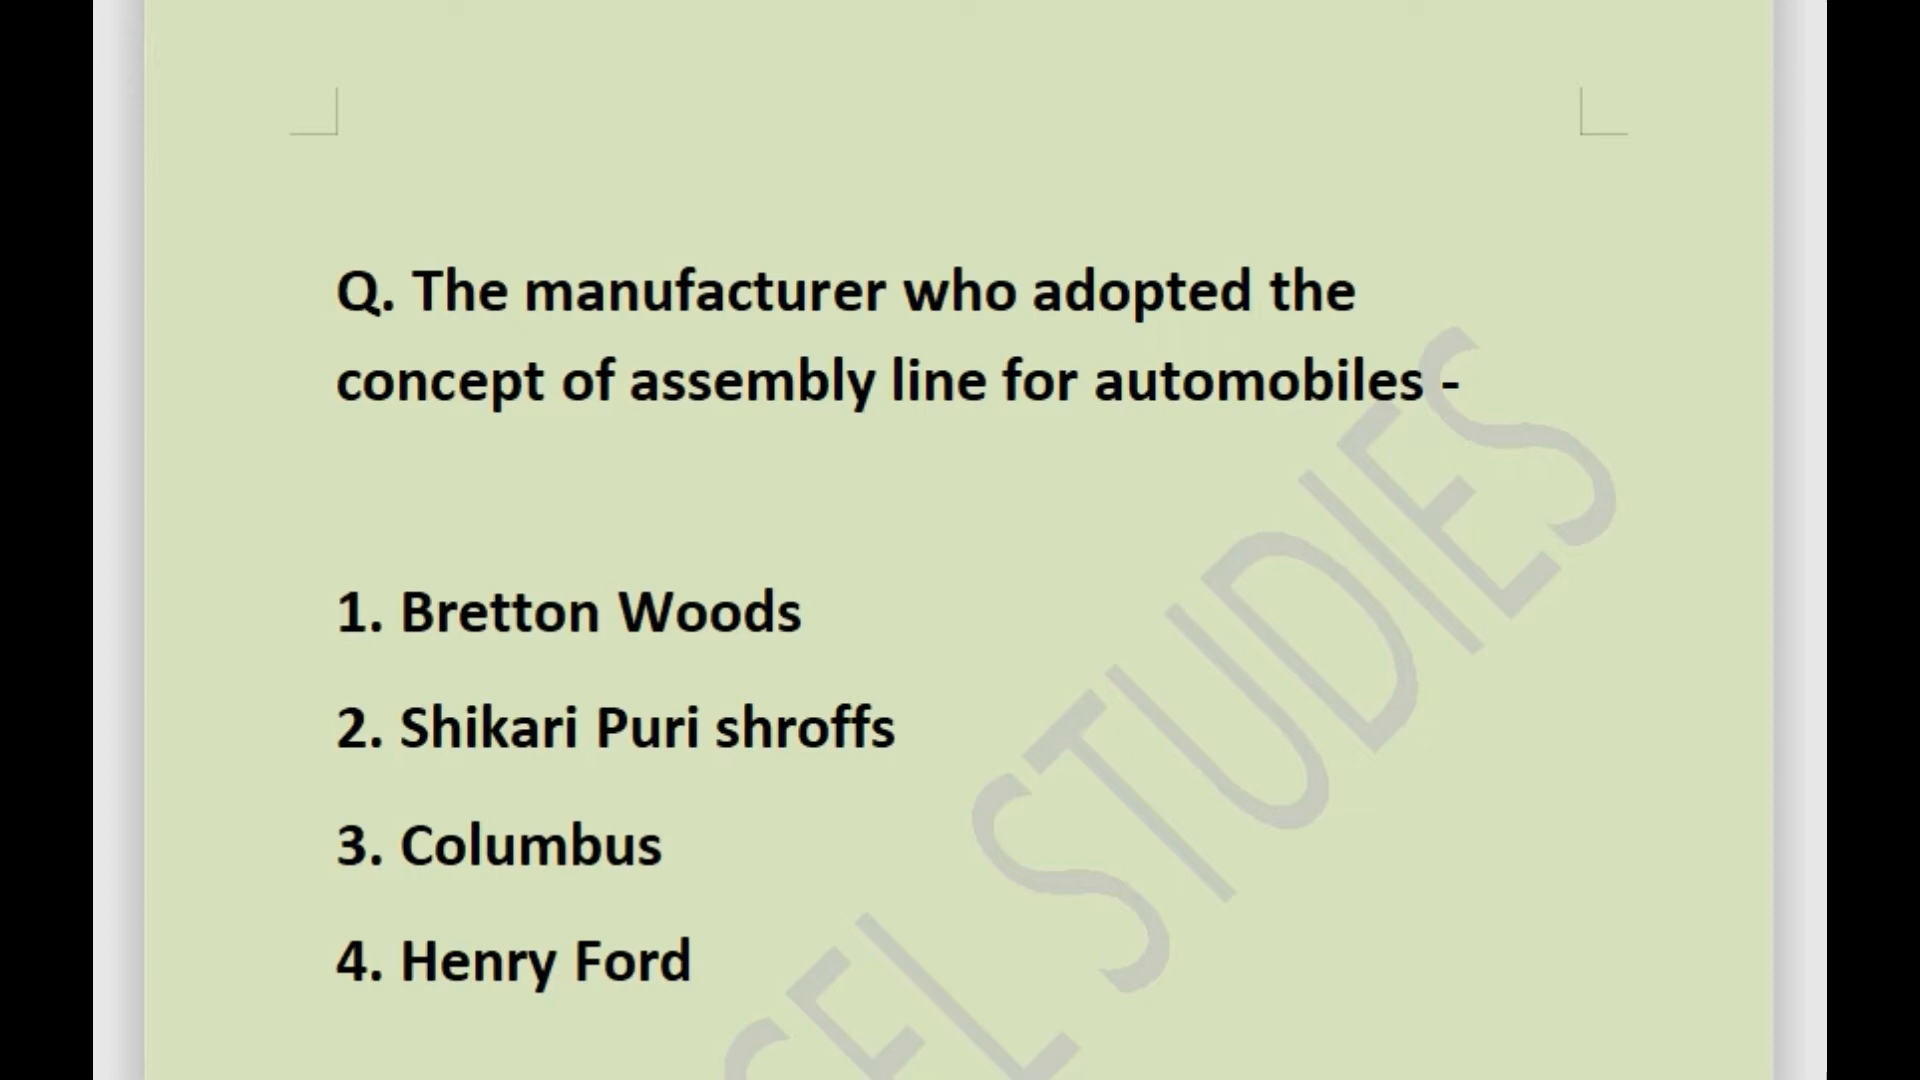 Q. The manufacturer who adopted the
concept of assembly line for automobiles -
1. Bretton Woods
2. Shikari Puri shroffs
3. Columbus
4. Henry Ford
STUDIES